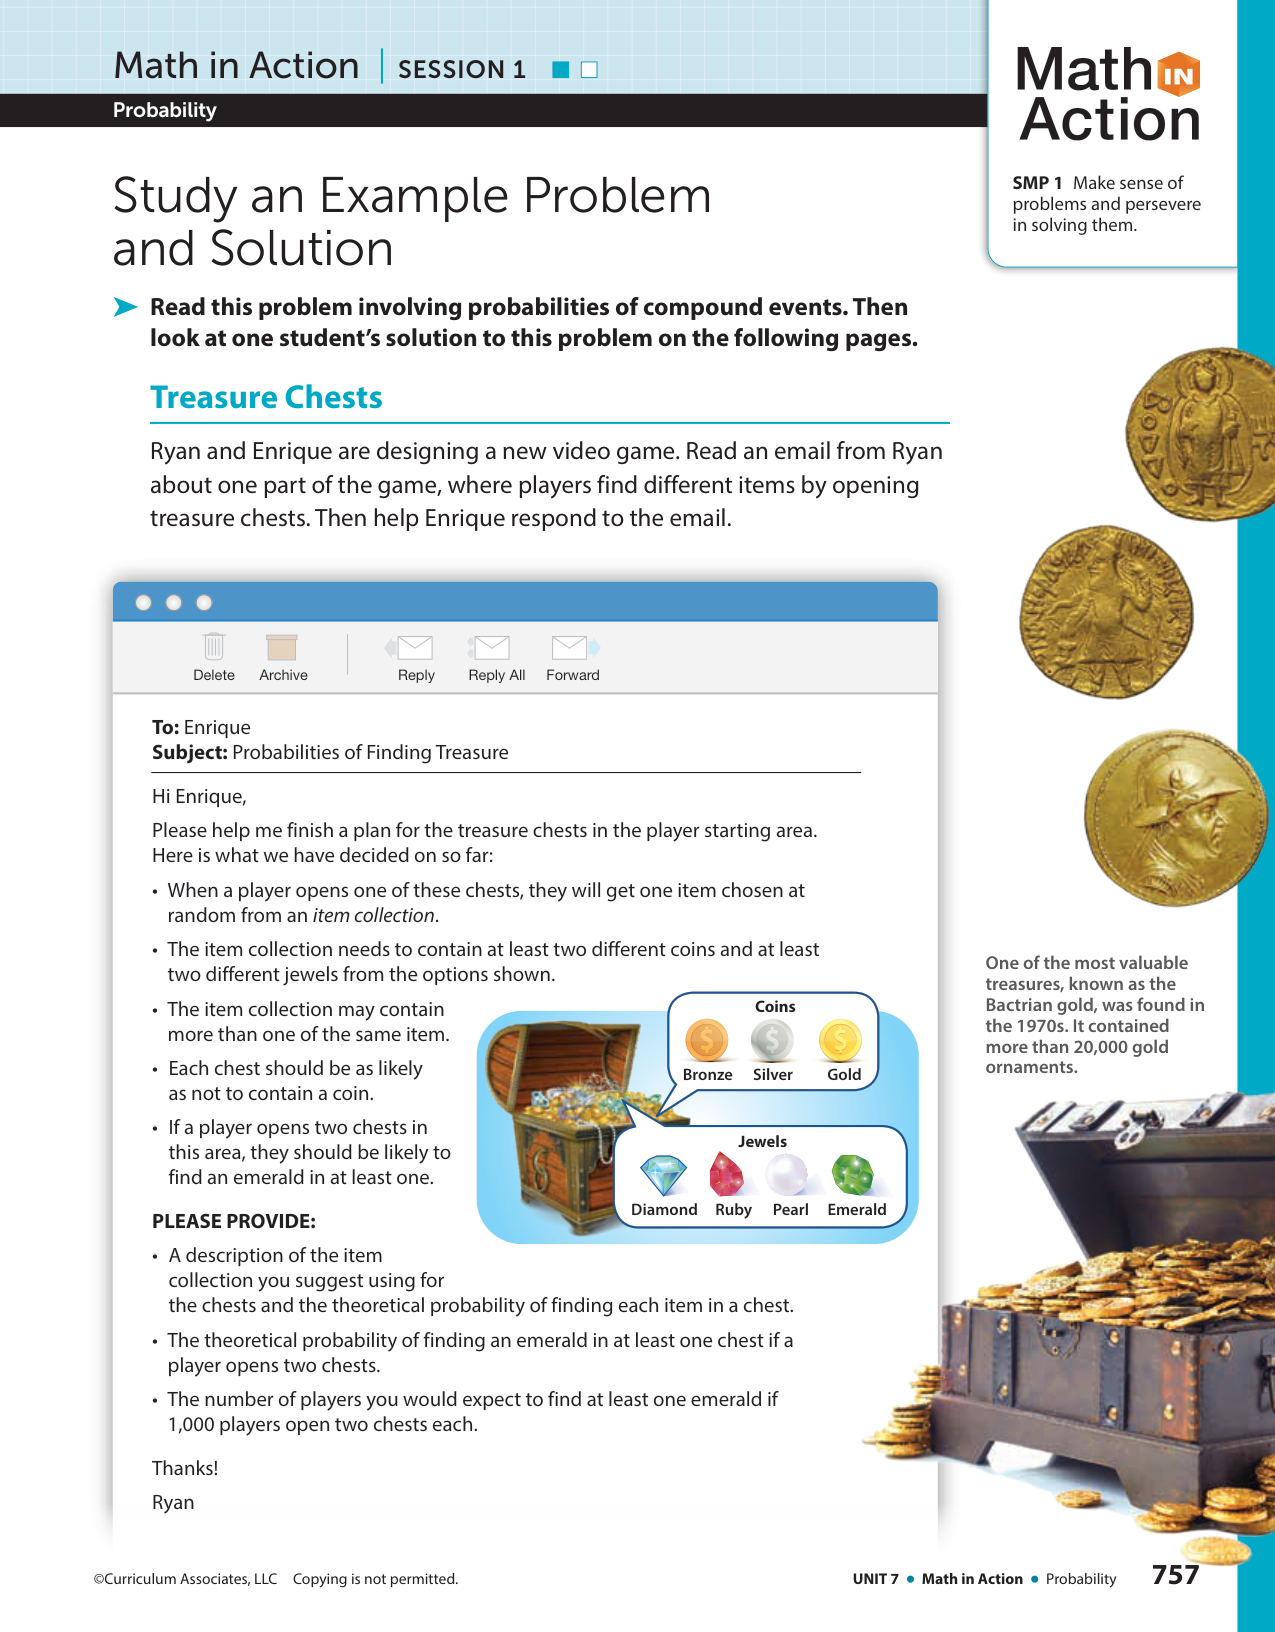 Math in Action | SESSION 1
Probability
Math IN
Action
SMP 1 Make sense of
problems and persevere
in solving them.
Study an Example Problem
and Solution
Read this problem involving probabilities of compound events. Then
look at one student’s solution to this problem on the following pages.
Treasure Chests
Ryan and Enrique are designing a new video game. Read an email from Ryan
about one part of the game, where players find different items by opening
treasure chests. Then help Enrique respond to the email.
Delete Archive Reply Reply All Forward
To: Enrique
Subject: Probabilities of Finding Treasure
Hi Enrique,
Please help me finish a plan for the treasure chests in the player starting area.
Here is what we have decided on so far:
• When a player opens one of these chests, they will get one item chosen at
random from an item collection.
• The item collection needs to contain at least two different coins and at least
two different jewels from the options shown.
• The item collection may contain
more than one of the same item.
• Each chest should be as likely
as not to contain a coin.
• If a player opens two chests in
this area, they should be likely to
find an emerald in at least one.
Coins
Bronze Silver Gold
Jewels
Diamond Ruby Pearl Emerald
PLEASE PROVIDE:
• A description of the item
collection you suggest using for
the chests and the theoretical probability of finding each item in a chest.
• The theoretical probability of finding an emerald in at least one chest if a
player opens two chests.
• The number of players you would expect to find at least one emerald if
1,000 players open two chests each.
Thanks!
Ryan
One of the most valuable
treasures, known as the
Bactrian gold, was found in
the 1970s. It contained
more than 20,000 gold
ornaments.
©Curriculum Associates, LLC Copying is not permitted.
UNIT 7 • Math in Action • Probability 757